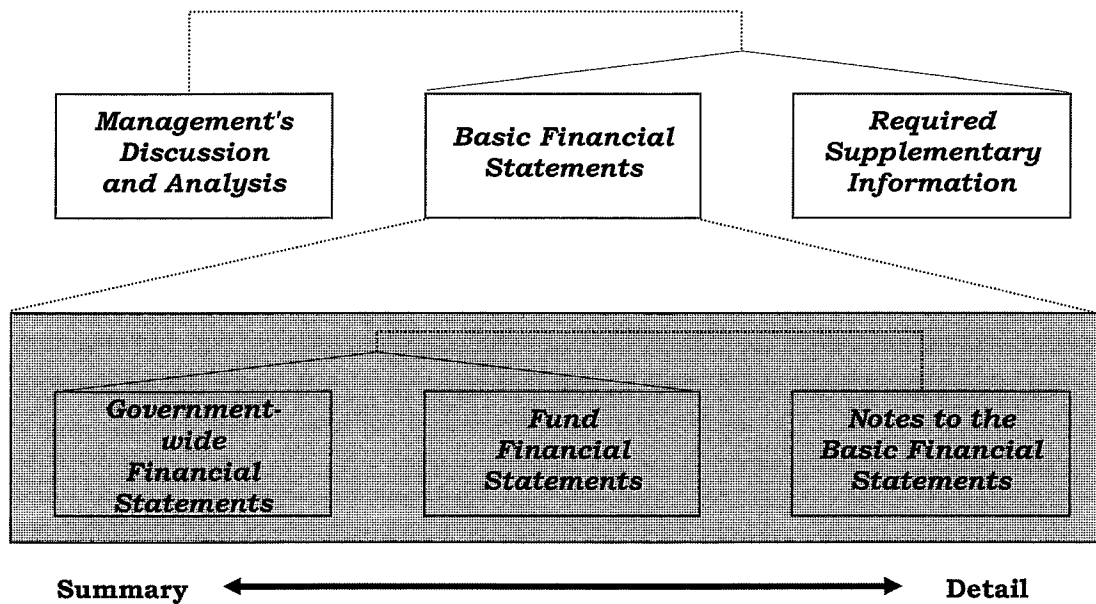 Management's
Discussion
and Analysis
Basic Financial
Statements
Required
Supplementary
Information
Government-
wide
Financial
Statements
Fund
Financial
Statements
Notes to the
Basic Financial
Statements
Summary
Detail